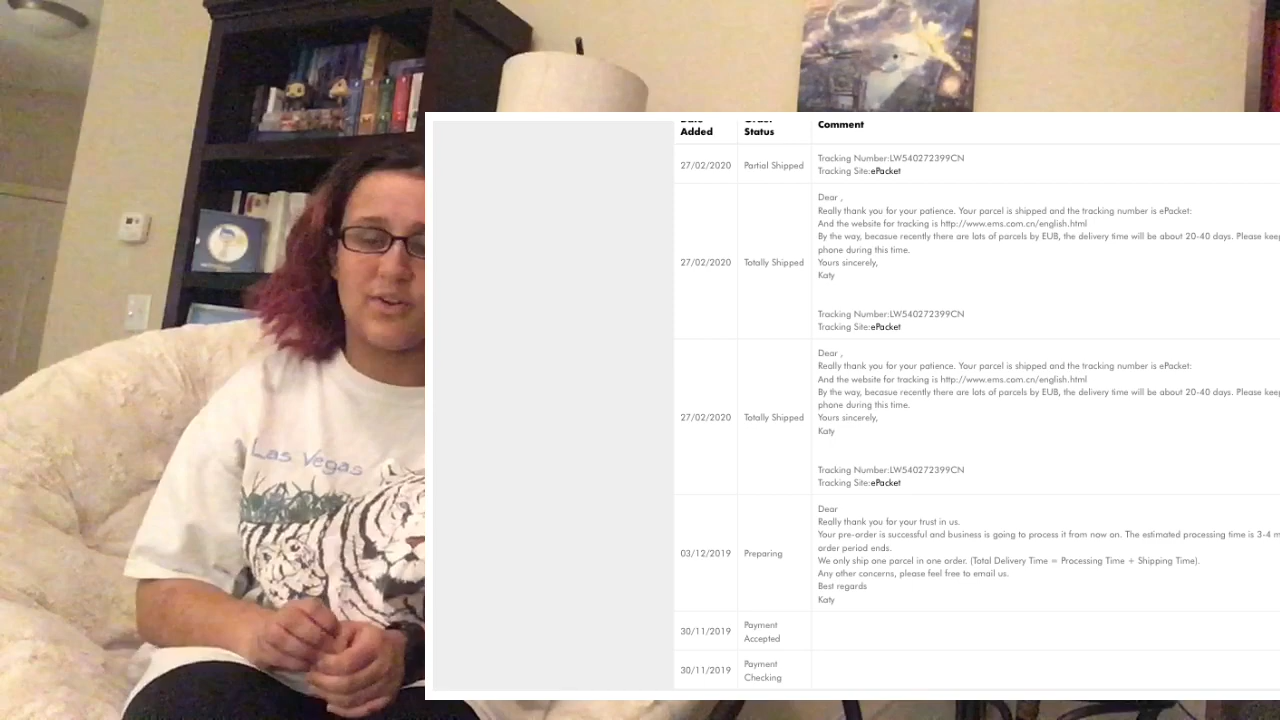 Las Vegas
Added
Status
Comment
27/02/2020
Partial Shipped
Tracking Number:LW540272399CN
Tracking Site:ePacket
27/02/2020
Totally Shipped
Dear ,
Really thank you for your patience. Your parcel is shipped and the tracking number is ePacket:
And the website for tracking is http://www.ems.com.cn/english.html
By the way, becasue recently there are lots of parcels by EUB, the delivery time will be about 20-40 days. Please
phone during this time.
Yours sincerely,
Katy
Tracking Number:LW540272399CN
Tracking Site:ePacket
27/02/2020
Totally Shipped
Dear ,
Really thank you for your patience. Your parcel is shipped and the tracking number is ePacket:
And the website for tracking is http://www.ems.com.cn/english.html
By the way, becasue recently there are lots of parcels by EUB, the delivery time will be about 20-40 days. Please
phone during this time.
Yours sincerely,
Katy
Tracking Number:LW540272399CN
Tracking Site:ePacket
03/12/2019
Preparing
Dear
Really thank you for your trust in us.
Your pre-order is successful and business is going to process it from now on. The estimated processing time is 3-4
order period ends.
We only ship one parcel in one order. (Total Delivery Time = Processing Time + Shipping Time).
Any other concerns, please feel free to email us.
Best regards
Katy
30/11/2019
Payment
Accepted
30/11/2019
Payment
Checking